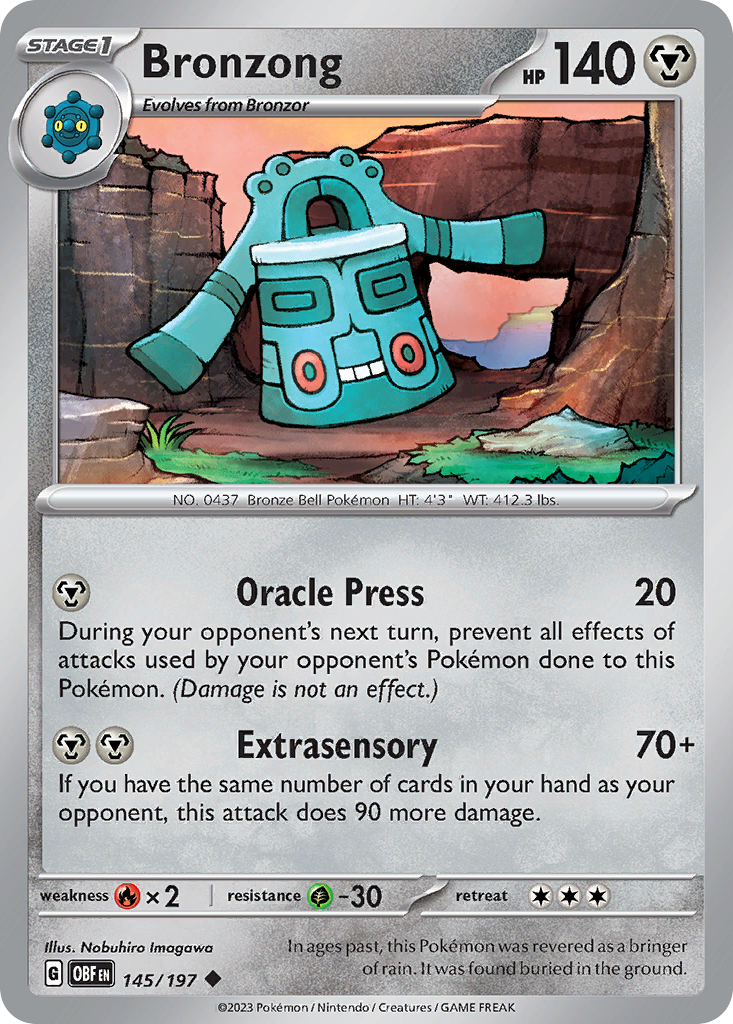 STAGE1
Bronzong
HP 140
Evolves from Bronzor
NO. 0437 Bronze Bell Pokémon HT: 4'3" WT: 412.3 lbs.
Oracle Press 20
During your opponent's next turn, prevent all effects of
attacks used by your opponent's Pokémon done to this
Pokémon. (Damage is not an effect.)
Extrasensory 70+
If you have the same number of cards in your hand as your
opponent, this attack does 90 more damage.
weakness ×2 resistance -30 retreat
Illus. Nobuhiro Imagawa
In ages past, this Pokémon was revered as a bringer
of rain. It was found buried in the ground.
G OBF EN 145/197
©2023 Pokémon / Nintendo / Creatures / GAME FREAK